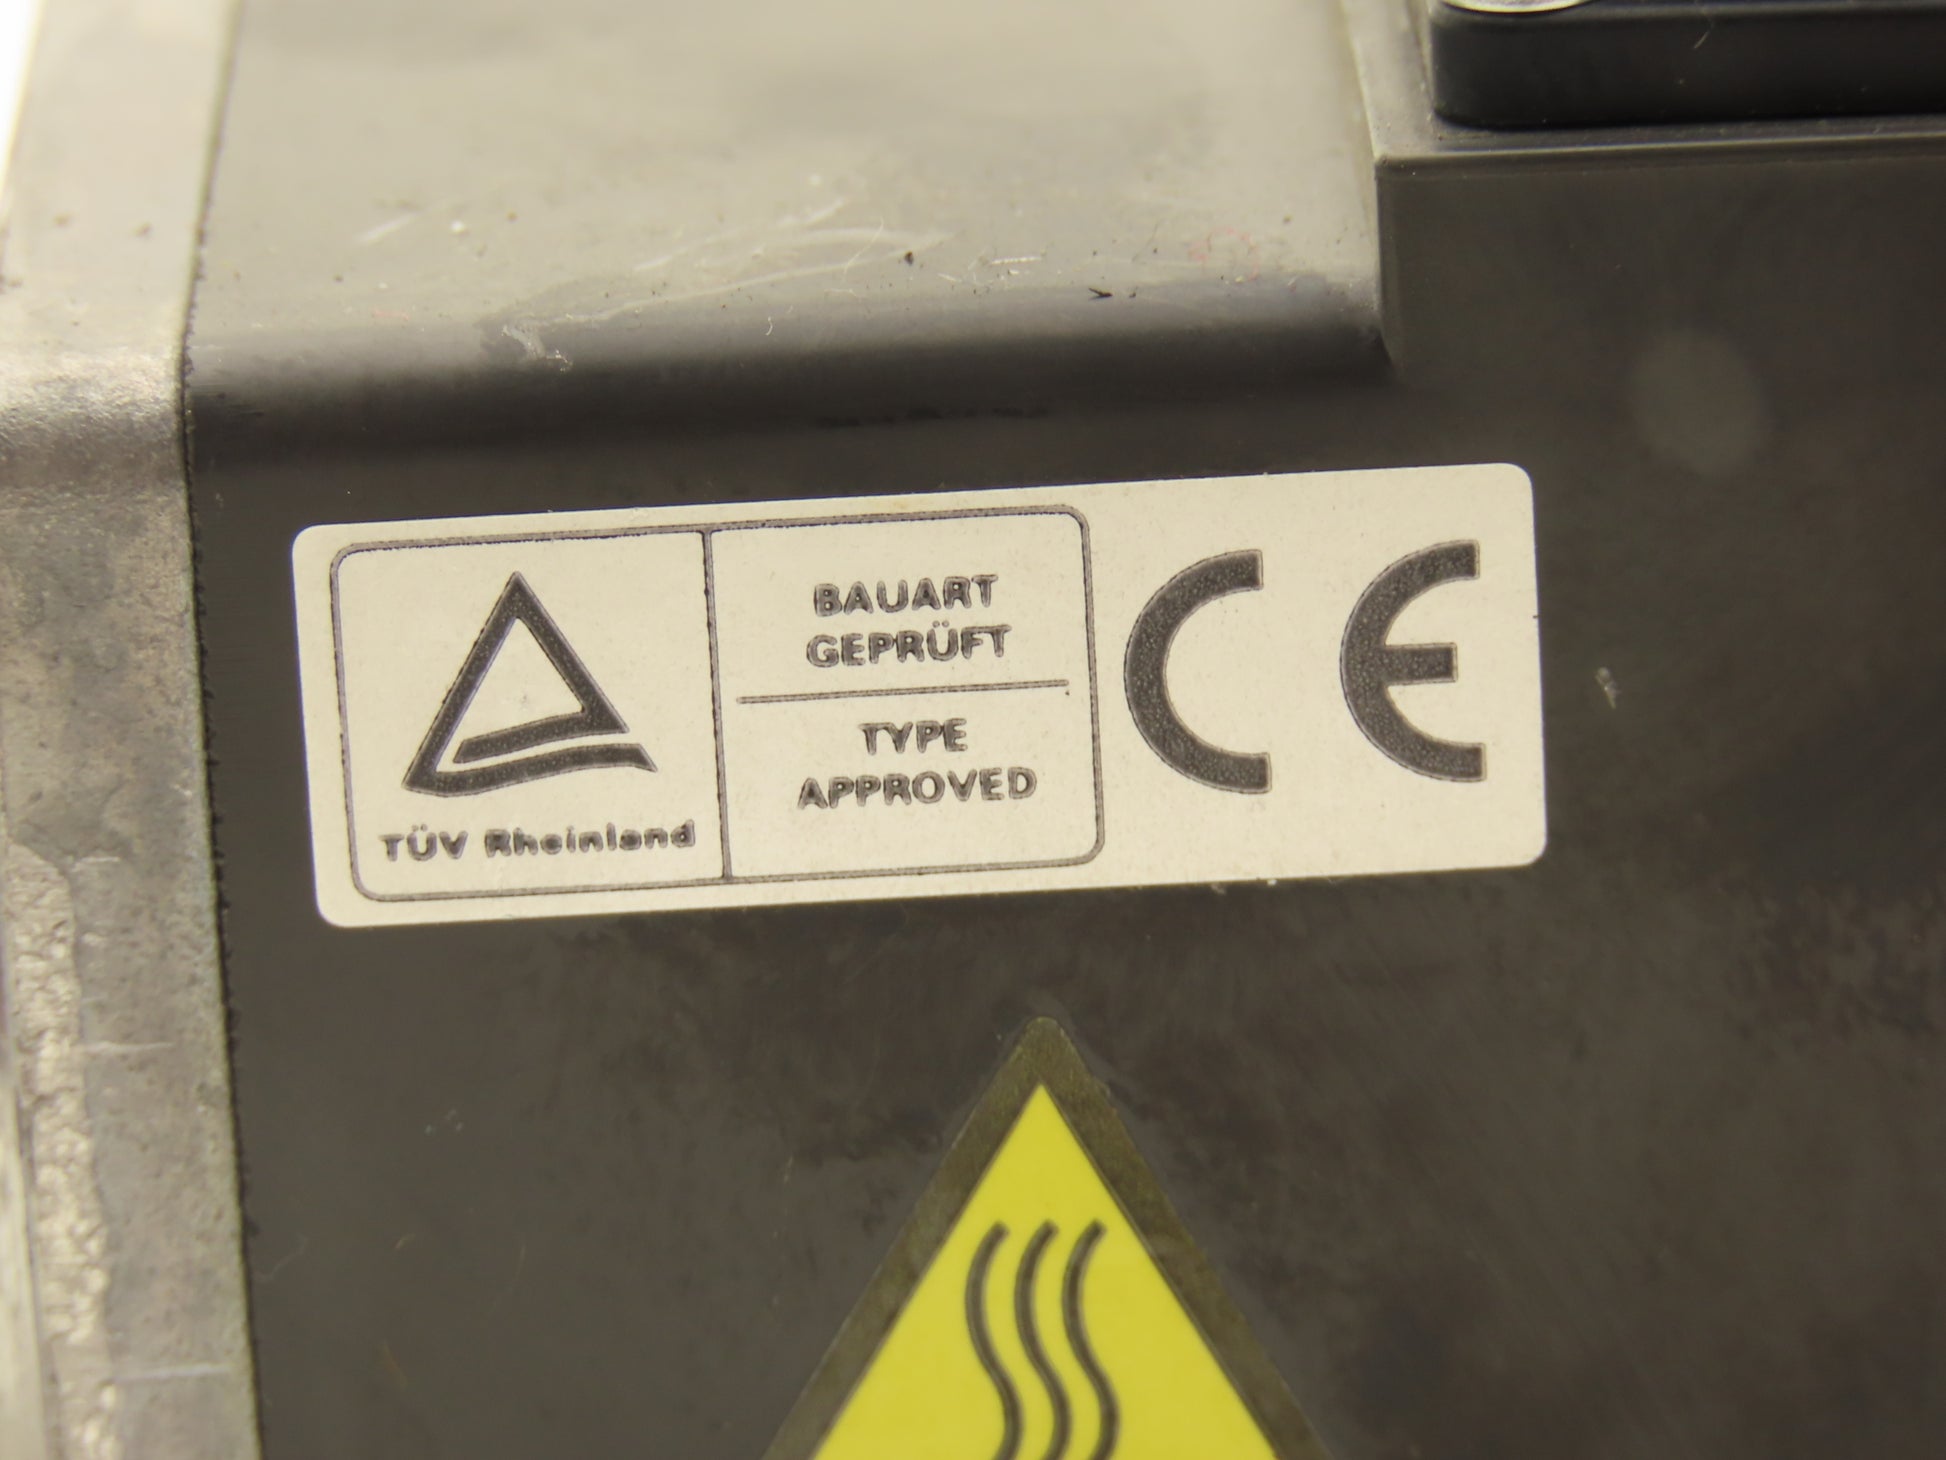 TÜV Rheinland
BAUART
GEPRÜFT
TYPE
APPROVED
CE